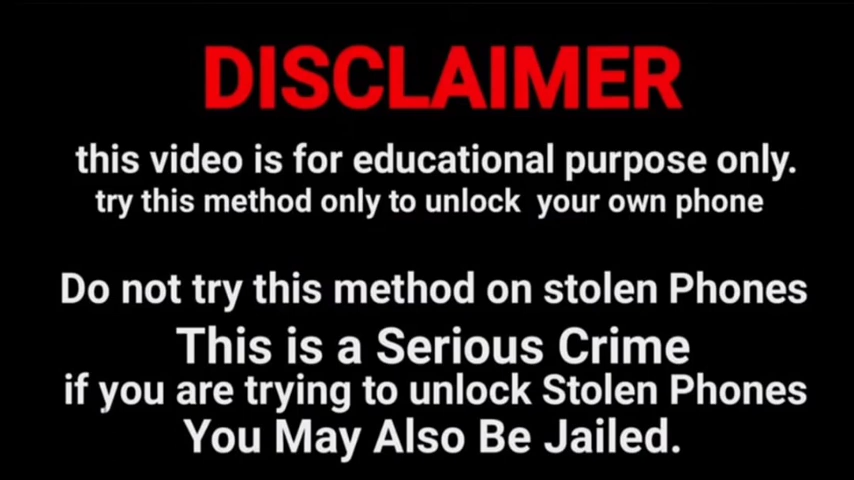 DISCLAIMER
this video is for educational purpose only.
try this method only to unlock your own phone
Do not try this method on stolen Phones
This is a Serious Crime
if you are trying to unlock Stolen Phones
You May Also Be Jailed.